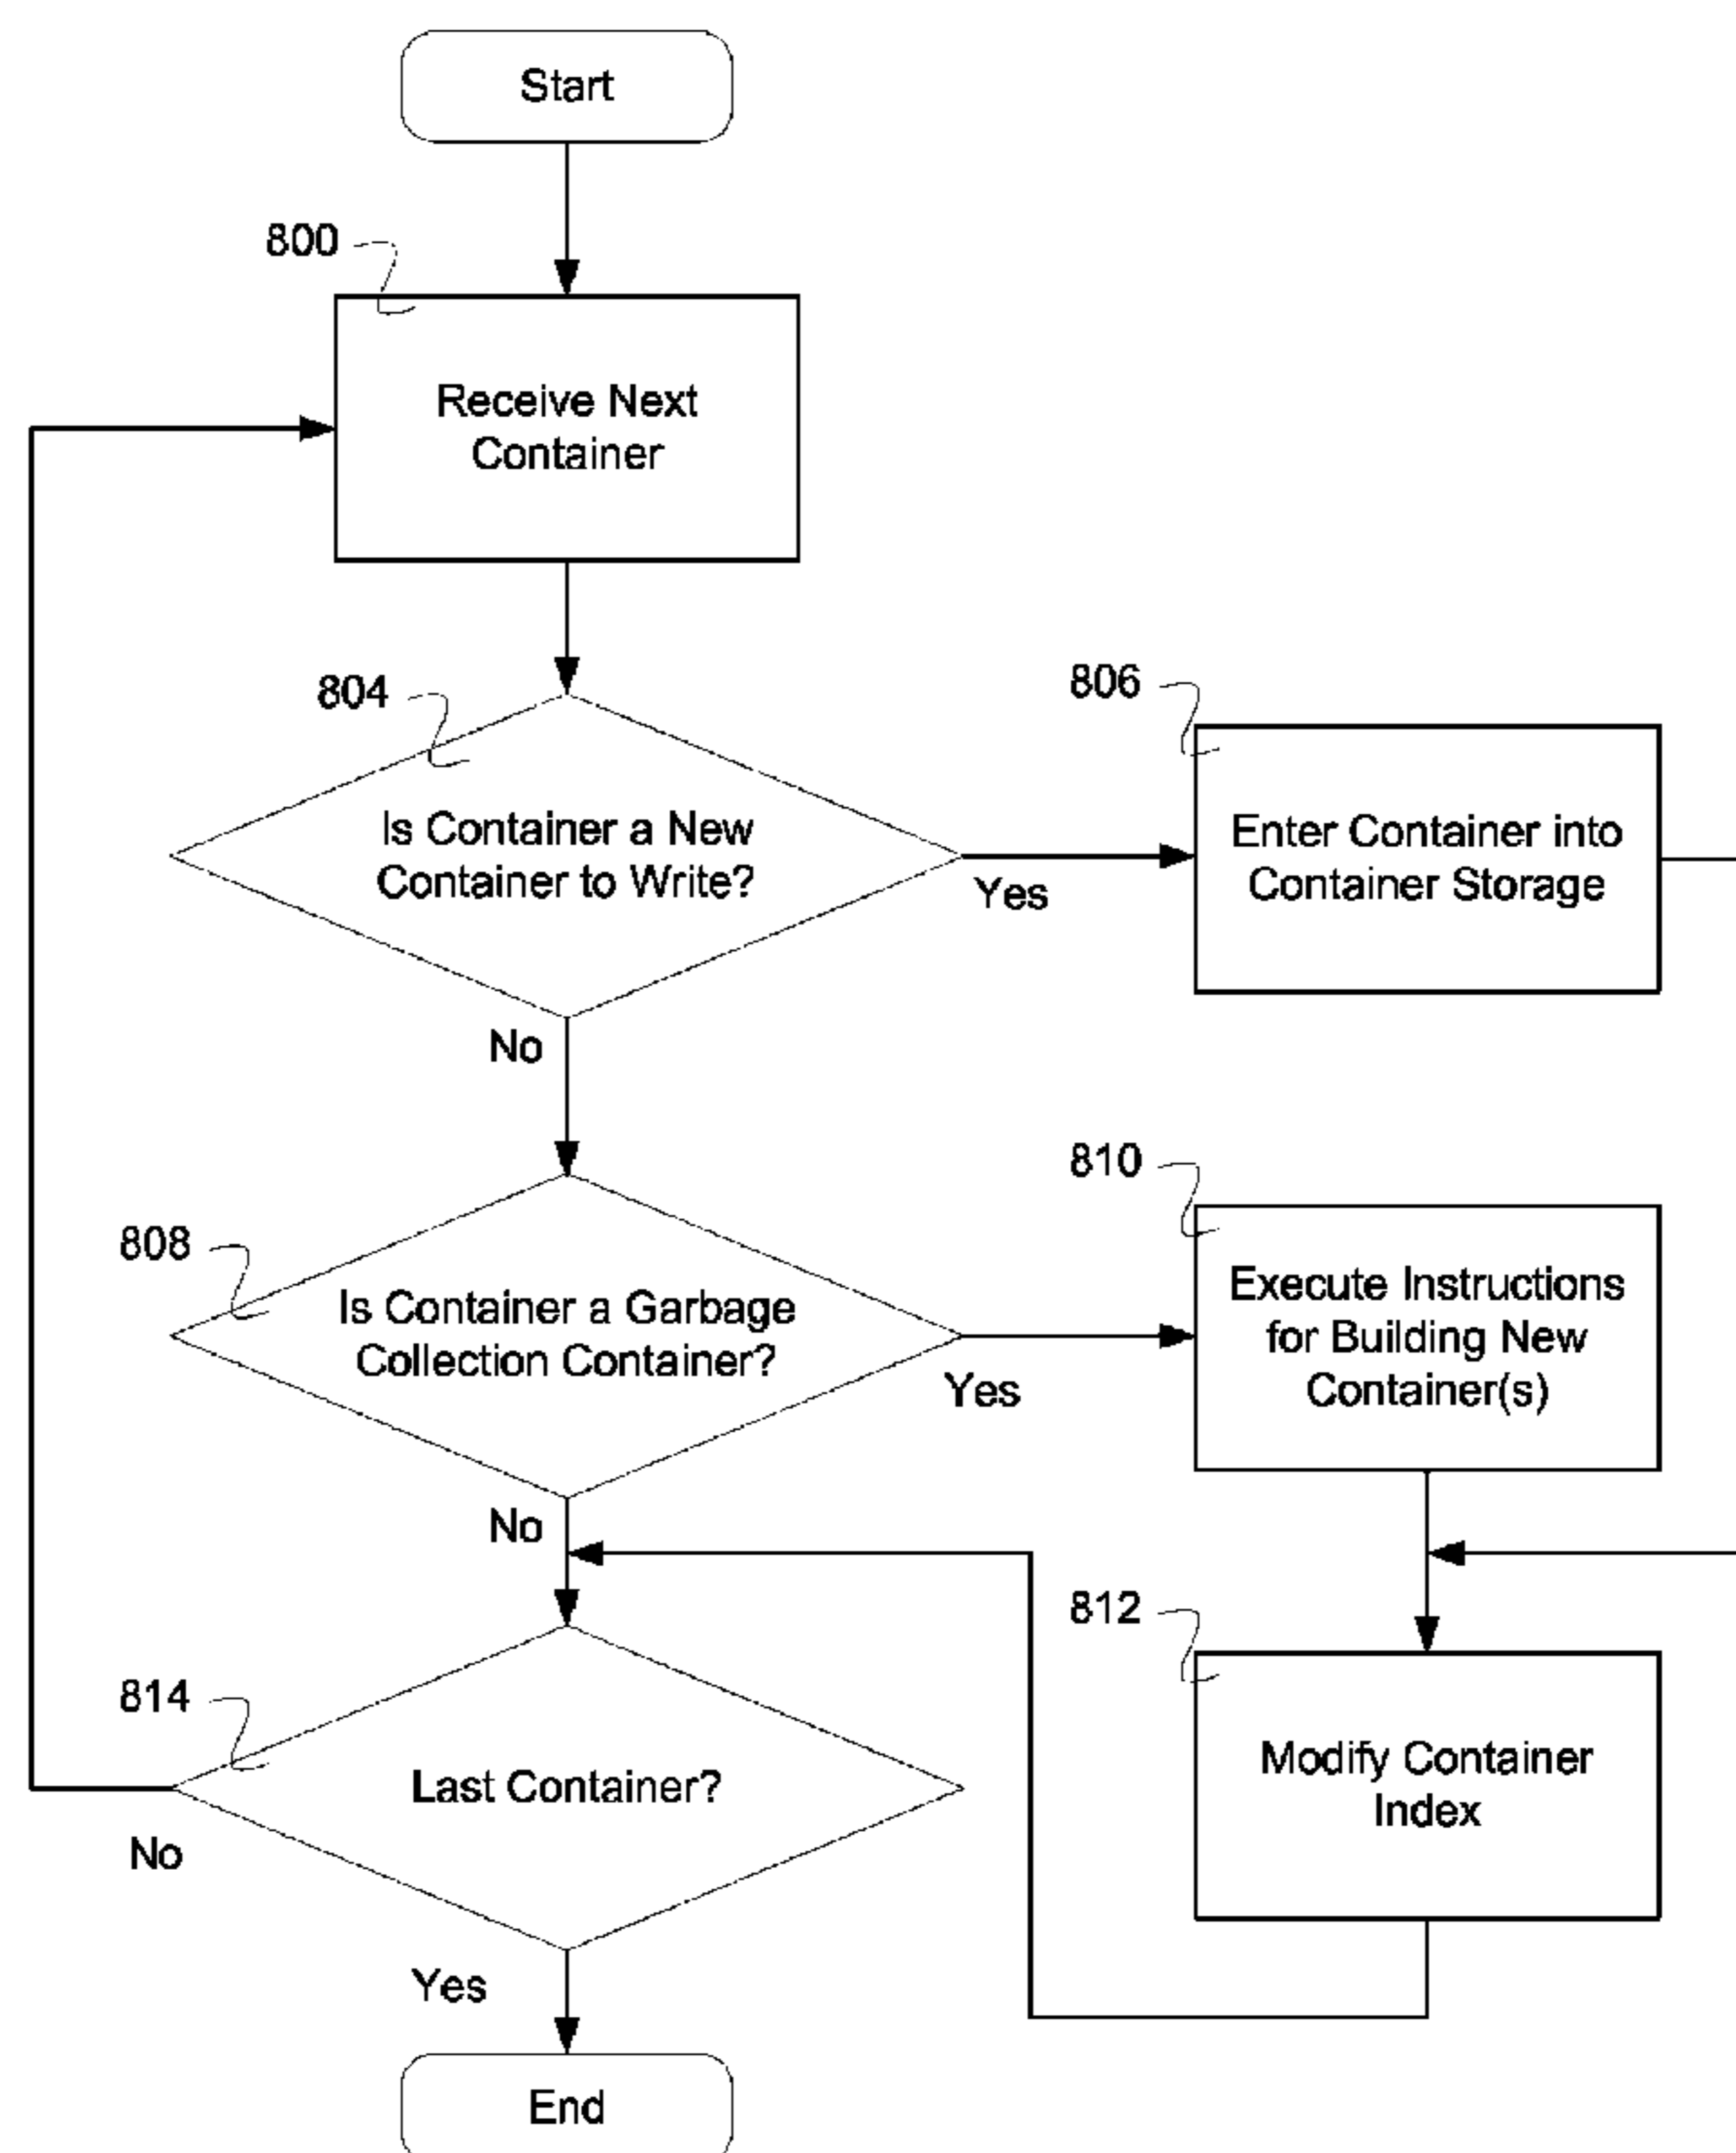 Start
800
Receive Next
Container
804
Is Container a New
Container to Write?
Yes
No
806
Enter Container into
Container Storage
808
Is Container a Garbage
Collection Container?
Yes
No
810
Execute Instructions
for Building New
Container(s)
812
Modify Container
Index
814
Last Container?
No
Yes
End